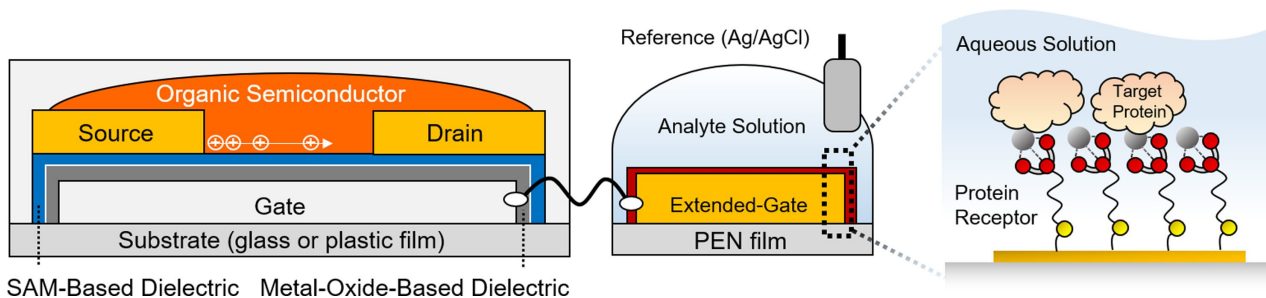 Organic Semiconductor
Source
Drain
Gate
Substrate (glass or plastic film)
SAM-Based Dielectric
Metal-Oxide-Based Dielectric
Reference (Ag/AgCl)
Analyte Solution
Extended-Gate
PEN film
Aqueous Solution
Target
Protein
Protein
Receptor